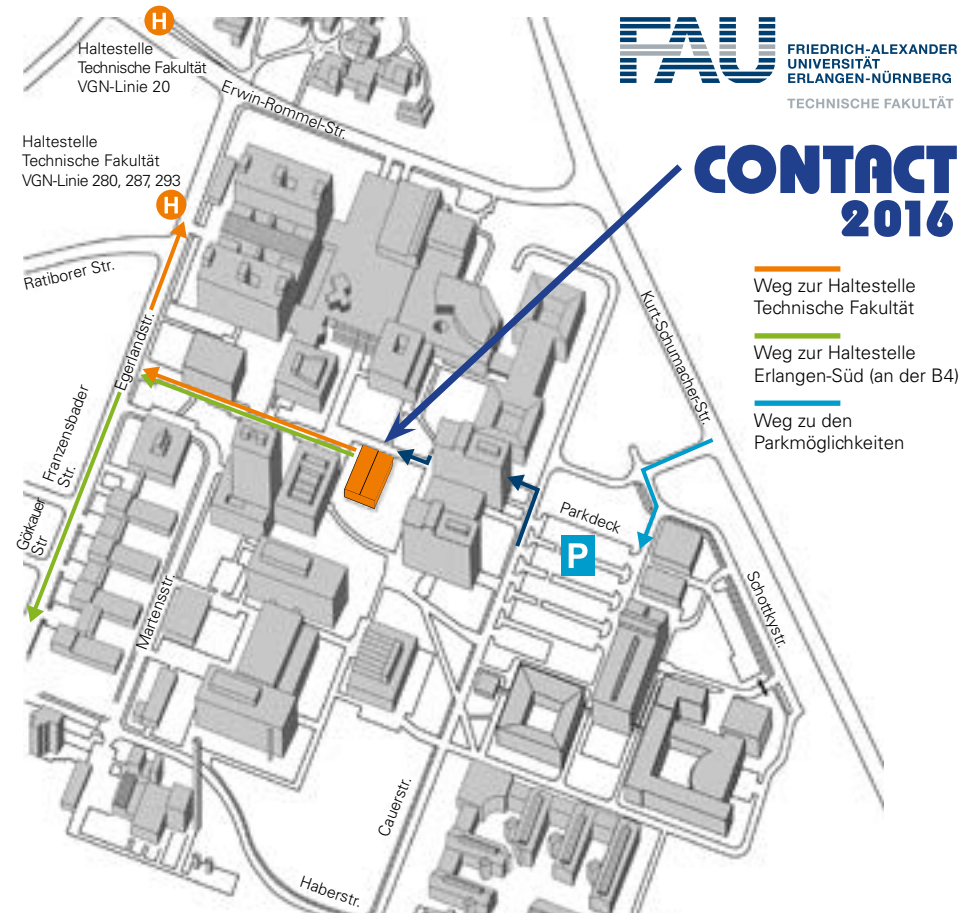 H
Haltestelle
Technische Fakultät
VGN-Linie 20
FAU
FRIEDRICH-ALEXANDER
UNIVERSITÄT
ERLANGEN-NÜRNBERG
TECHNISCHE FAKULTÄT
Erwin-Rommel-Str.
Haltestelle
Technische Fakultät
VGN-Linie 280, 287, 293
H
CONTACT
2016
Ratiborer Str.
Weg zur Haltestelle
Technische Fakultät
Weg zur Haltestelle
Erlangen-Süd (an der B4)
Weg zu den
Parkmöglichkeiten
Kurt-Schumacher-Str.
Egerlandstr.
Franzensbader
Str.
Görkauer
Str
Parkdeck
P
Martensstr.
Schottkystr.
Cauerstr.
Haberstr.